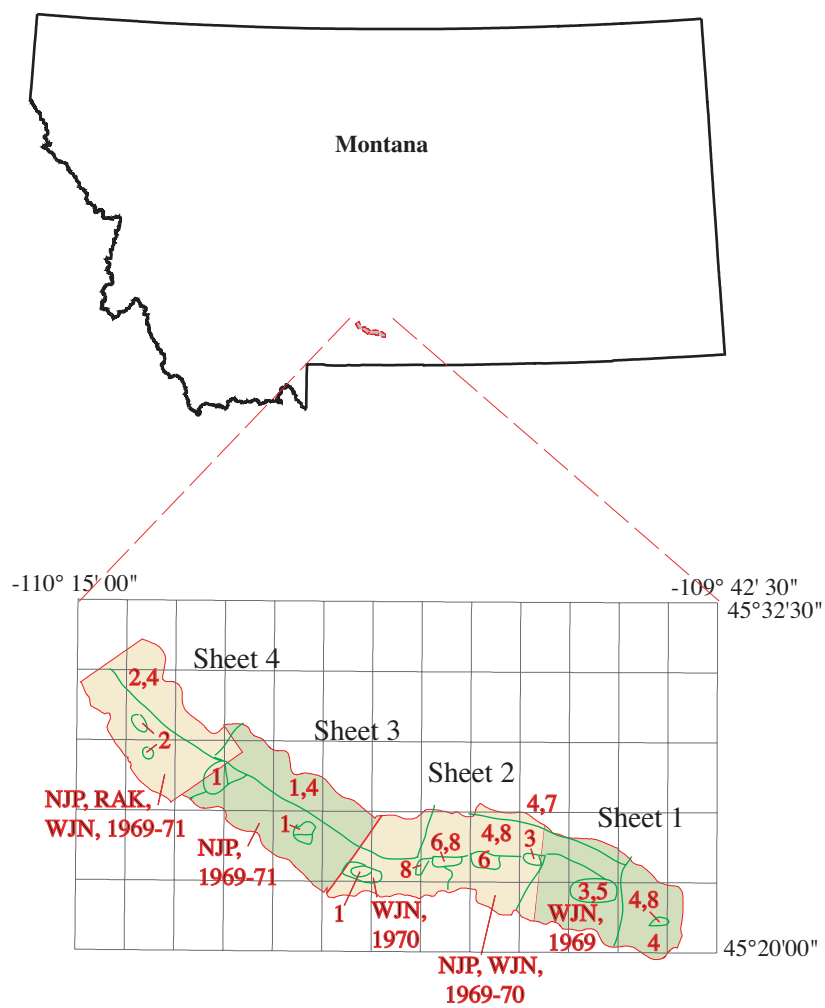 Montana
-110° 15' 00"
-109° 42' 30"
45° 32'30"
Sheet 4
2,4
Sheet 3
2
1
1,4
Sheet 2
4,7
NJP, RAK,
WJN, 1969-71
Sheet 1
1
6,8
4,8
3
NJP,
1969-71
8
6
3,5
4,8
1
WJN,
1970
WJN,
1969
4
45° 20'00"
NJP, WJN,
1969-70